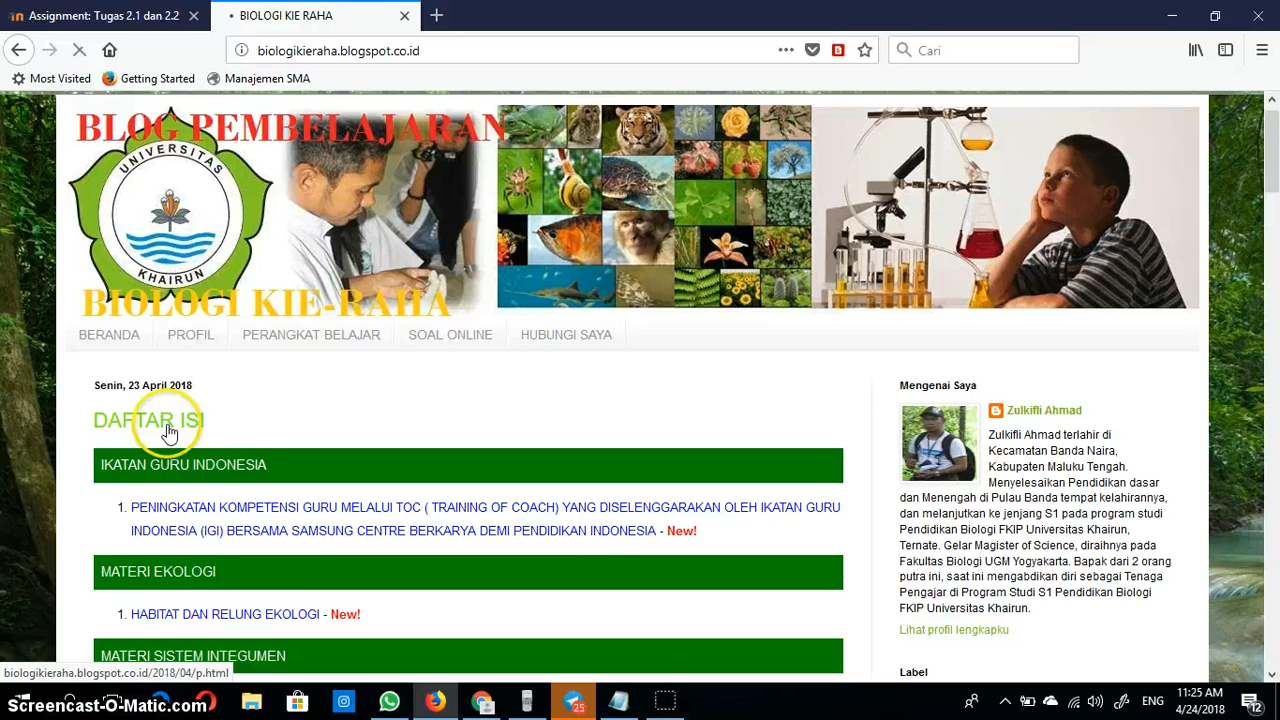 Assignment: Tugas 2.1 dan 2.2
BIOLOGI KIE RAHA
biologikieraha.blogspot.co.id
Cari
Most Visited
Getting Started
Manajemen SMA
BLOG PEMBELAJARAN
UNIVERSITAS
KHAIRUN
BIOLOGI KIE-RAHA
BERANDA
PROFIL
PERANGKAT BELAJAR
SOAL ONLINE
HUBUNGI SAYA
Senin, 23 April 2018
DAFTAR ISI
IKATAN GURU INDONESIA
1. PENINGKATAN KOMPETENSI GURU MELALUI TOC ( TRAINING OF COACH) YANG DISELENGGARAKAN OLEH IKATAN GURU
INDONESIA (IGI) BERSAMA SAMSUNG CENTRE BERKARYA DEMI PENDIDIKAN INDONESIA - New!
MATERI EKOLOGI
1. HABITAT DAN RELUNG EKOLOGI - New!
MATERI SISTEM INTEGUMEN
Mengenai Saya
Zulkifli Ahmad
Zulkifli Ahmad terlahir di
Kecamatan Banda Naira,
Kabupaten Maluku Tengah.
Menyelesaikan Pendidikan dasar
dan Menengah di Pulau Banda tempat kelahirannya,
dan melanjutkan ke jenjang S1 pada program studi
Pendidikan Biologi FKIP Universitas Khairun,
Ternate. Gelar Magister of Science, diraihnya pada
Fakultas Biologi UGM Yogyakarta. Bapak dari 2 orang
putra ini, saat ini mengabdikan diri sebagai Tenaga
Pengajar di Program Studi S1 Pendidikan Biologi
FKIP Universitas Khairun.
Lihat profil lengkapku
Label
biologikieraha.blogspot.co.id/2018/04/p.html
Screencast-O-Matic.com
25
ENG
11:25 AM
4/24/2018
12